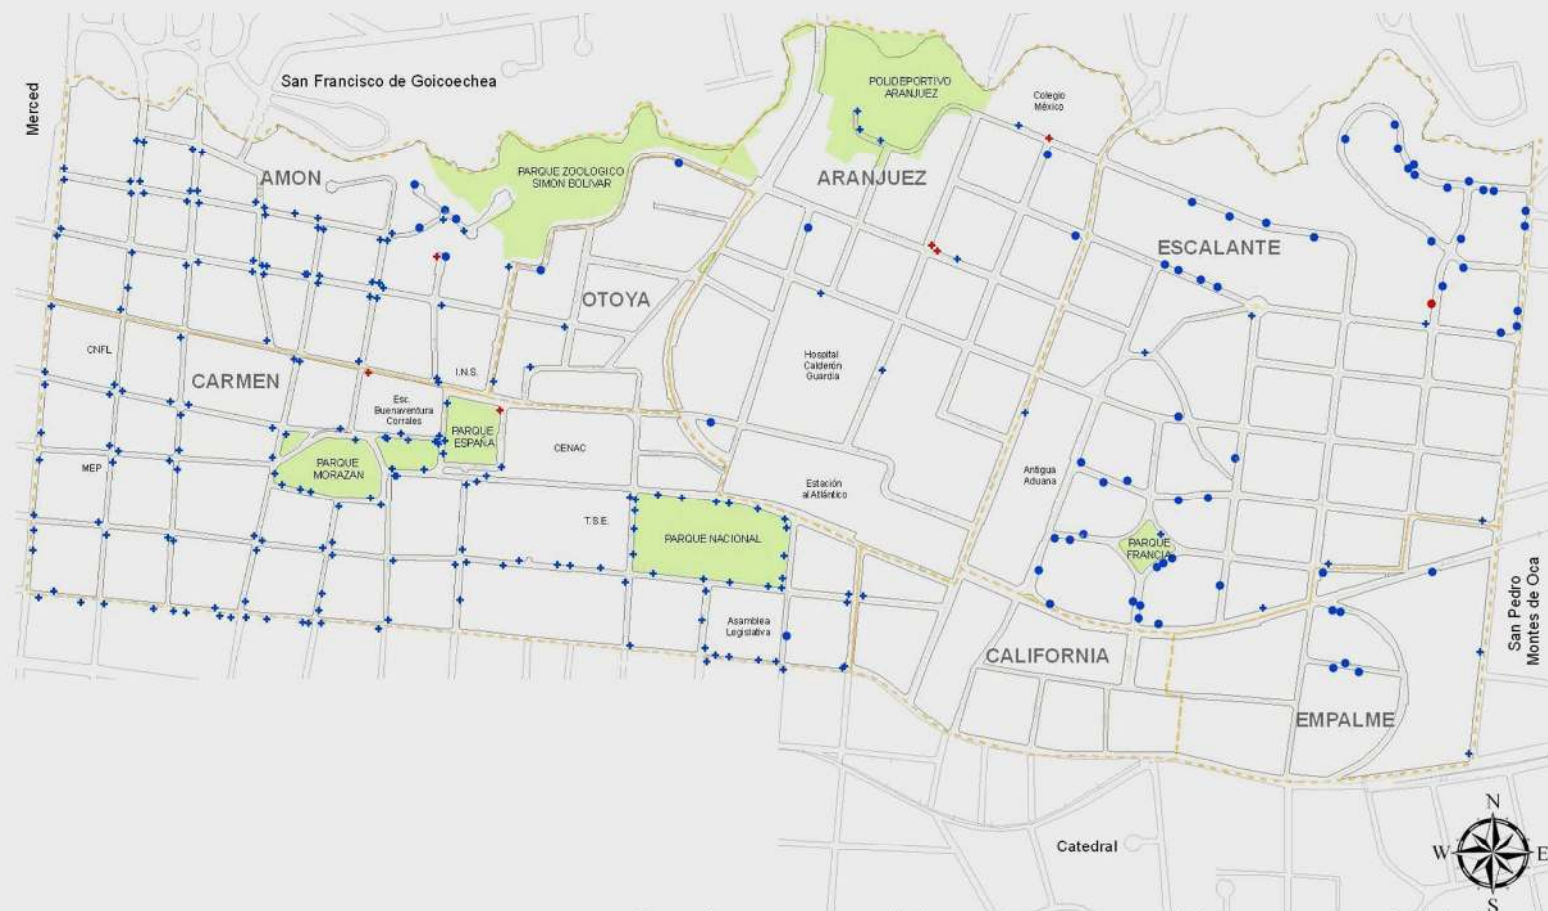 POLIDEPORTIVO
ARANJUEZ
San Francisco de Goicoechea
Colegio
México
Merced
AMON
PARQUE ZOOLOGICO
SIMON BOLIVAR
ARANJUEZ
ESCALANTE
OTOYA
CNFL
CARMEN
I.N.S.
Hospital
Calderón
Guardia
Esc.
Buenaventura
Corrales
PARQUE
ESPAÑA
CENAC
MEP
PARQUE
MORAZAN
Estación
al Atlántico
Antigua
Aduana
T.S.E.
PARQUE NACIONAL
PARQUE
FRANCIA
Asamblea
Legislativa
San Pedro
Montes de Oca
CALIFORNIA
EMPALME
Catedral
N
W
E
S